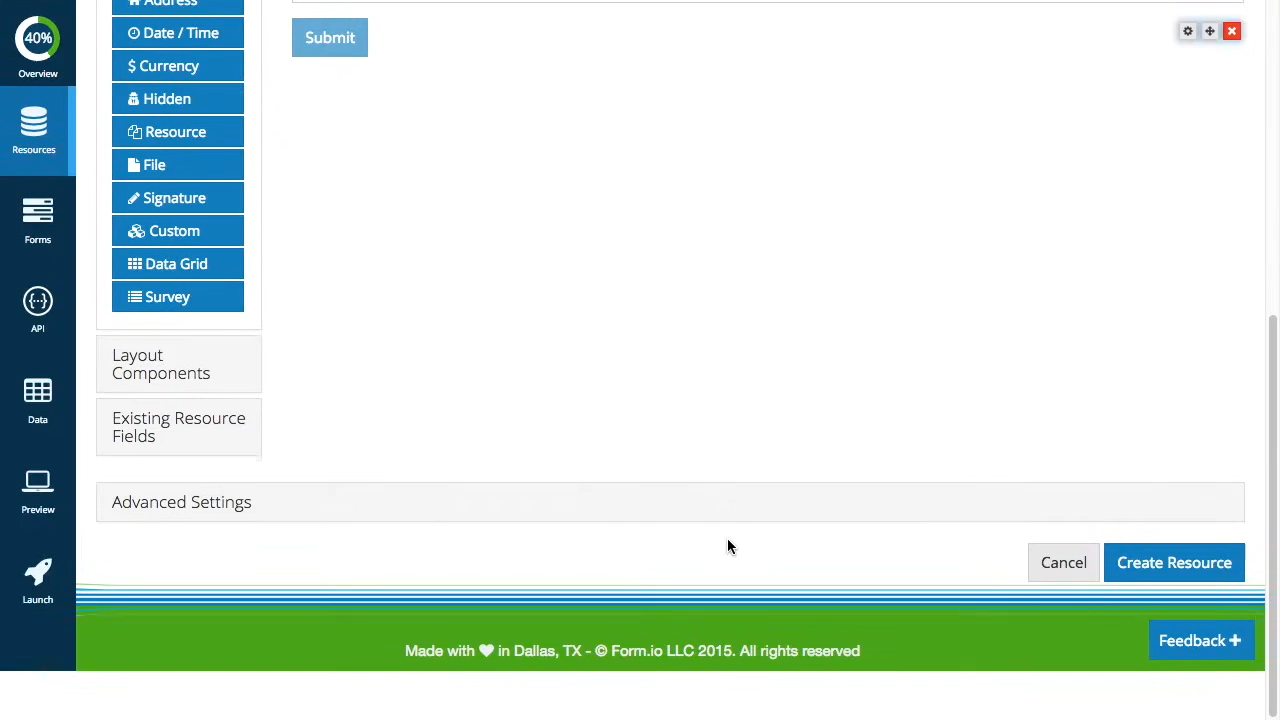 Address
40%
Overview
Resources
Forms
API
Data
Preview
Launch
Date / Time
$ Currency
Hidden
Resource
File
Signature
Custom
Data Grid
Survey
Layout
Components
Existing Resource
Fields
Submit
Advanced Settings
Cancel
Create Resource
Made with ♥ in Dallas, TX - © Form.io LLC 2015. All rights reserved
Feedback +